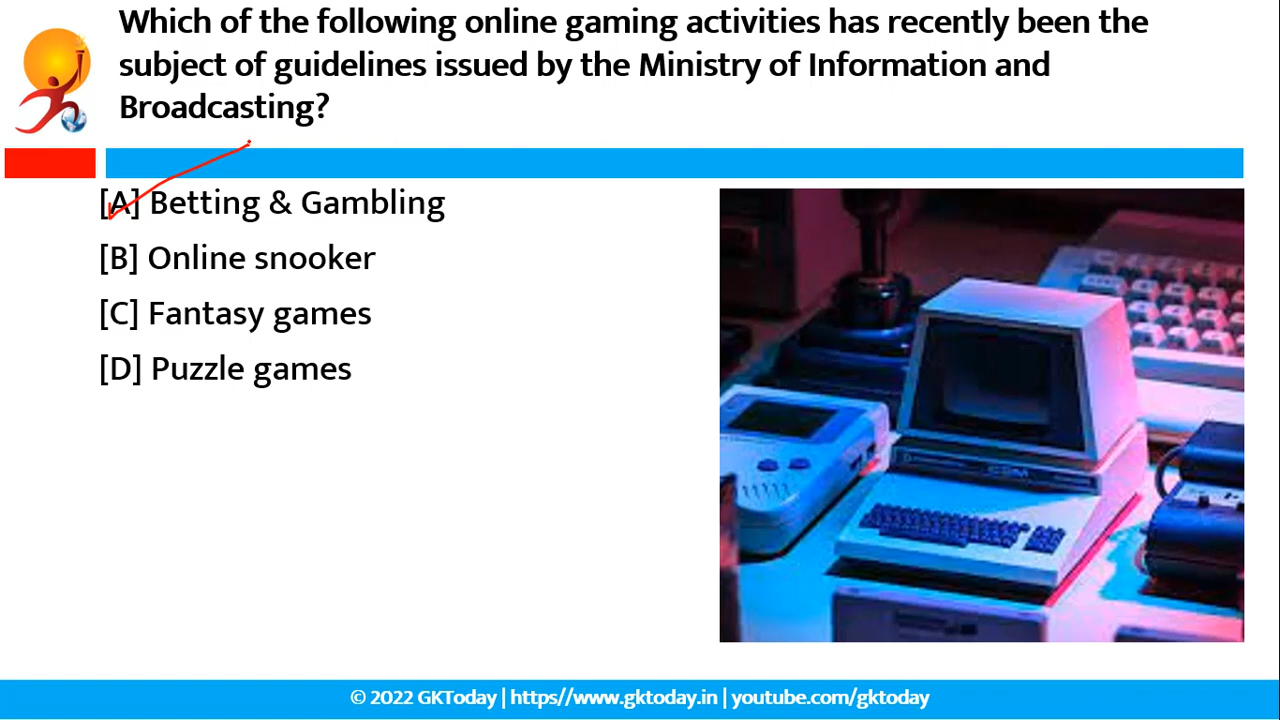 Which of the following online gaming activities has recently been the
subject of guidelines issued by the Ministry of Information and
Broadcasting?
[A] Betting & Gambling
[B] Online snooker
[C] Fantasy games
[D] Puzzle games
© 2022 GKToday | https//www.gktoday.in | youtube.com/gktoday